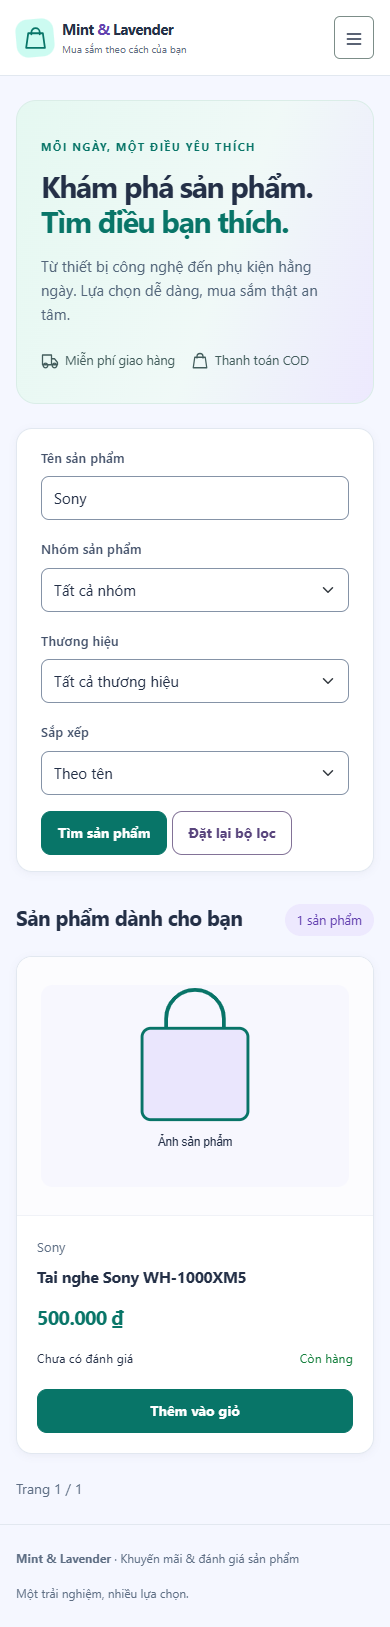 Mint & Lavender
Mua sắm theo cách của bạn
MỖI NGÀY, MỘT ĐIỀU YÊU THÍCH
Khám phá sản phẩm.
Tìm điều bạn thích.
Từ thiết bị công nghệ đến phụ kiện hằng
ngày. Lựa chọn dễ dàng, mua sắm thật an
tâm.
Miễn phí giao hàng
Thanh toán COD
Tên sản phẩm
Sony
Nhóm sản phẩm
Tất cả nhóm
Thương hiệu
Tất cả thương hiệu
Sắp xếp
Theo tên
Tìm sản phẩm
Đặt lại bộ lọc
Sản phẩm dành cho bạn
1 sản phẩm
Ảnh sản phẩm
Sony
Tai nghe Sony WH-1000XM5
500.000 ₫
Chưa có đánh giá
Còn hàng
Thêm vào giỏ
Trang 1 / 1
Mint & Lavender · Khuyến mãi & đánh giá sản phẩm
Một trải nghiệm, nhiều lựa chọn.